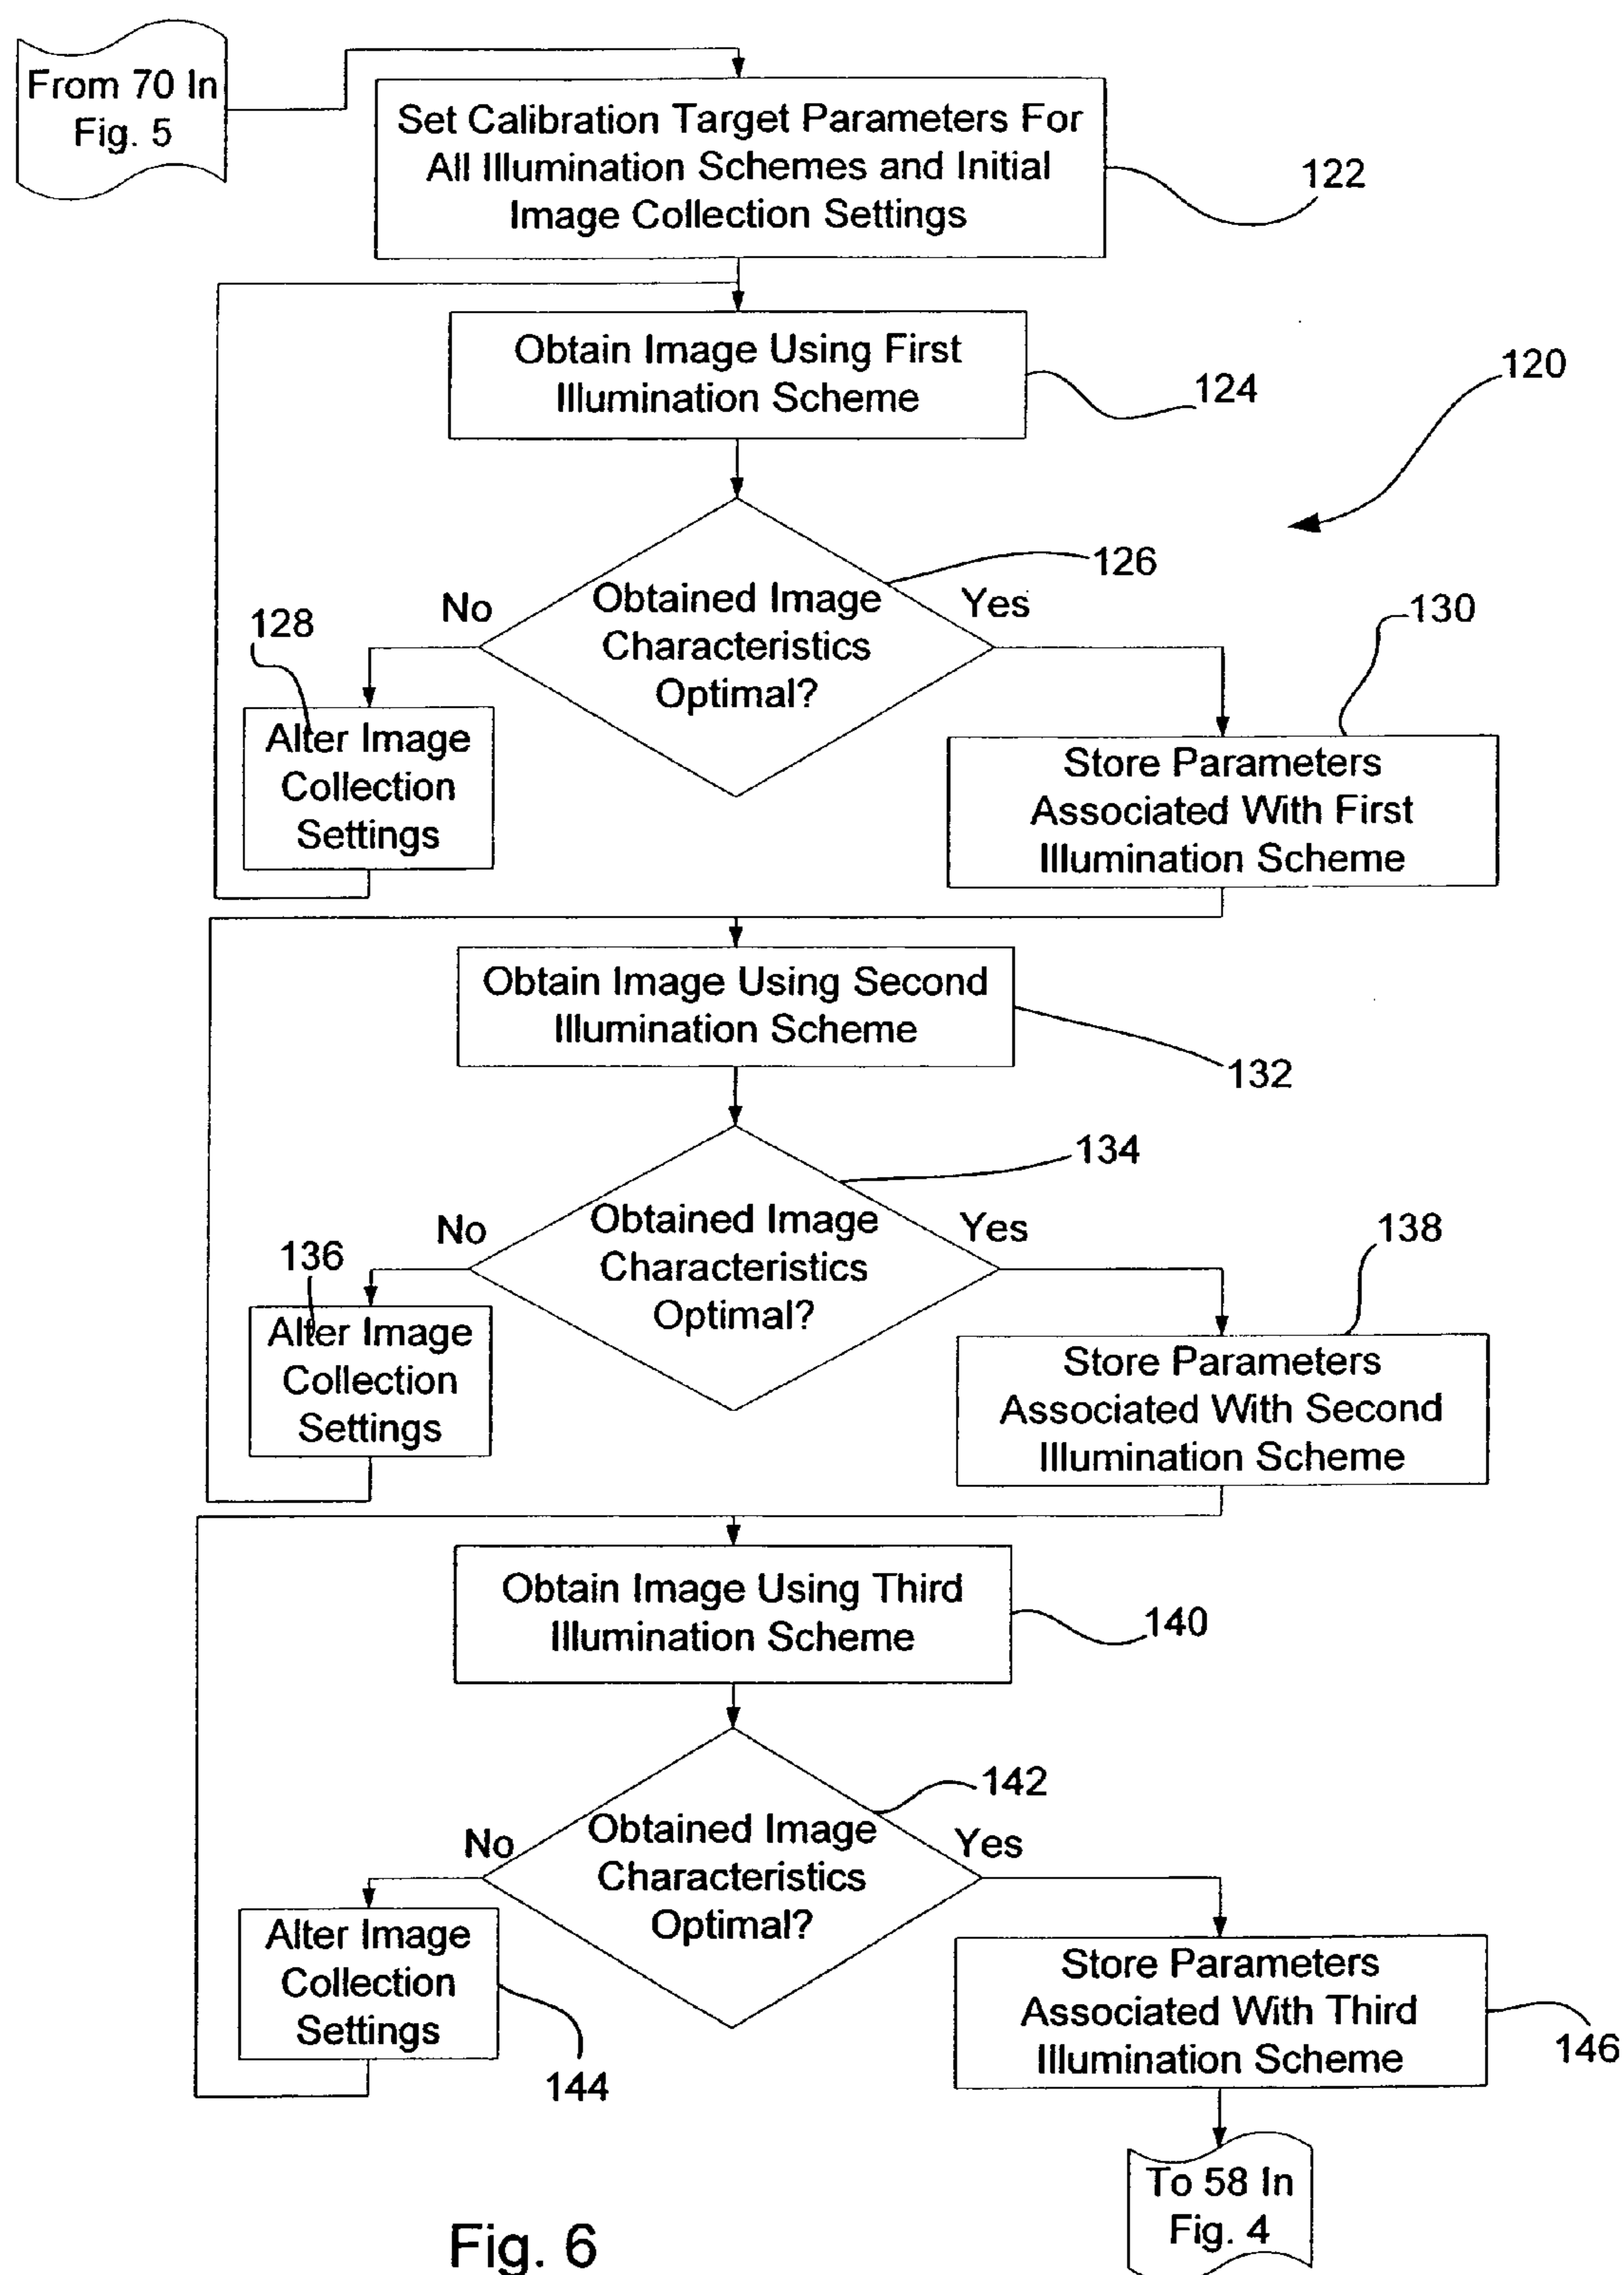 From 70 In
Fig. 5
Set Calibration Target Parameters For
All Illumination Schemes and Initial
Image Collection Settings
122
Obtain Image Using First
Illumination Scheme
124
120
126
Obtained Image
Characteristics
Optimal?
No
Yes
128
130
Alter Image
Collection
Settings
Store Parameters
Associated With First
Illumination Scheme
Obtain Image Using Second
Illumination Scheme
132
134
Obtained Image
Characteristics
Optimal?
No
Yes
136
138
Alter Image
Collection
Settings
Store Parameters
Associated With Second
Illumination Scheme
Obtain Image Using Third
Illumination Scheme
140
142
Obtained Image
Characteristics
Optimal?
No
Yes
Alter Image
Collection
Settings
144
Store Parameters
Associated With Third
Illumination Scheme
146
To 58 In
Fig. 4
Fig. 6